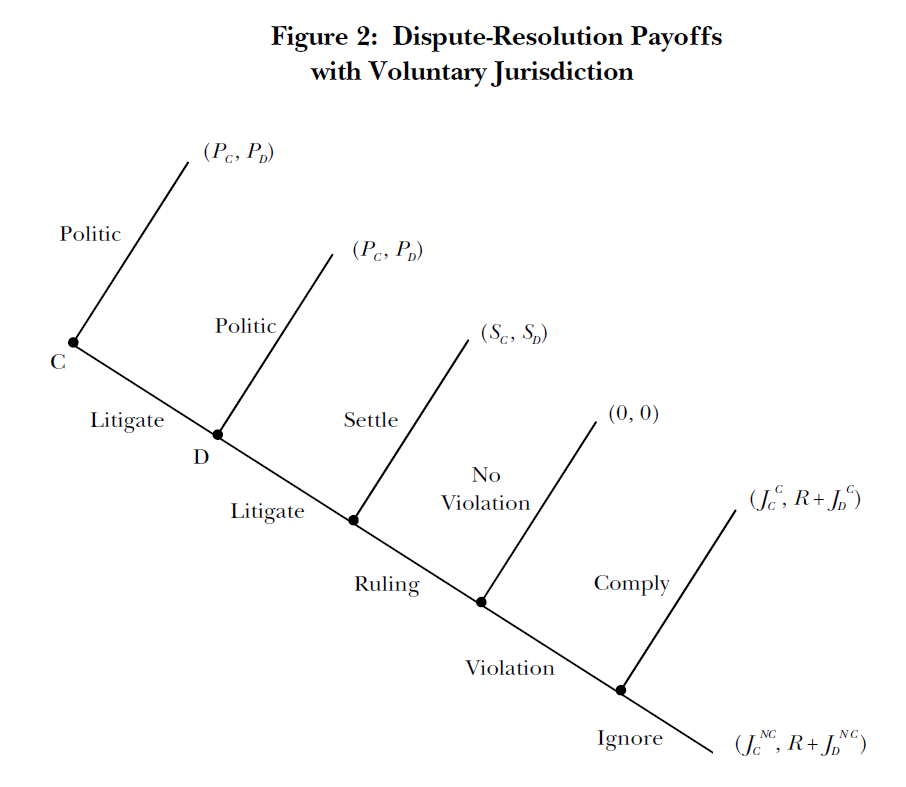 Figure 2: Dispute-Resolution Payoffs
with Voluntary Jurisdiction
(P_C, P_D)
Politic
(P_C, P_D)
Politic
C
(S_C, S_D)
Litigate
Settle
(0, 0)
D
No
Violation
(J_C^C, R+J_D^C)
Litigate
Ruling
Comply
Violation
Ignore
(J_C^NC, R+J_D^NC)